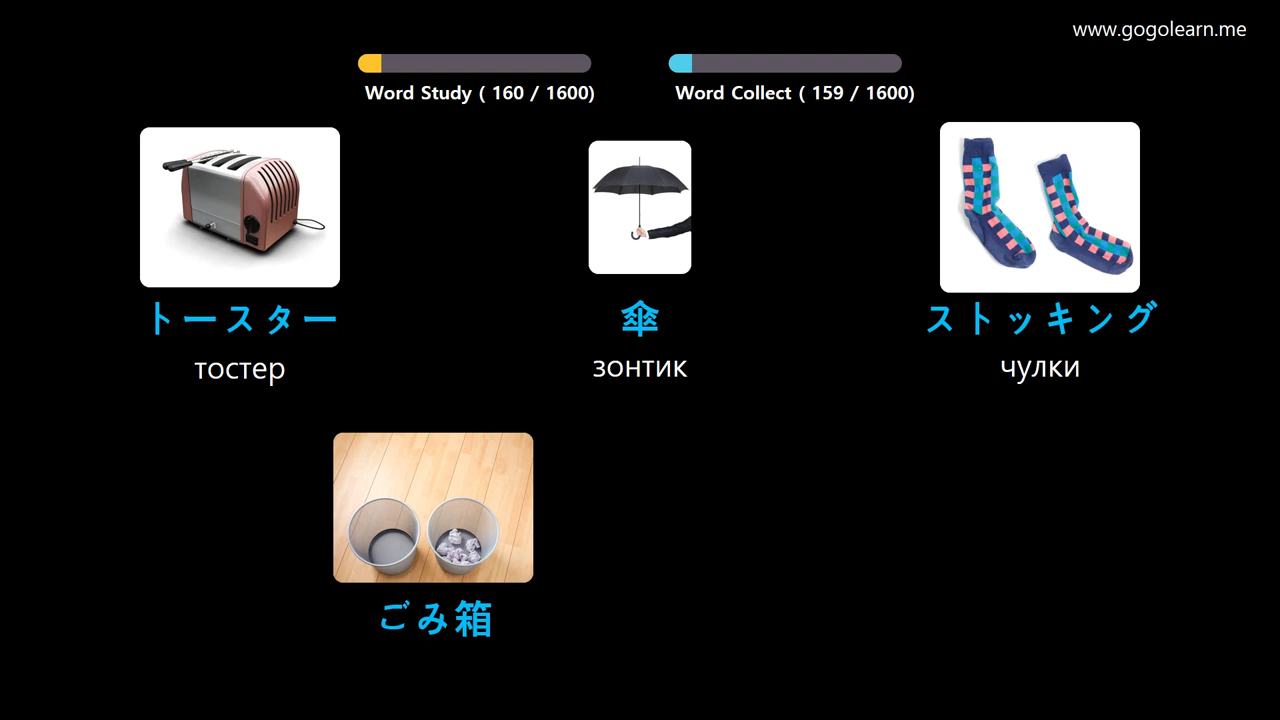 www.gogolearn.me
Word Study ( 160 / 1600)
Word Collect ( 159 / 1600)
トースター
тостер
傘
зонтик
ストッキング
чулки
ごみ箱